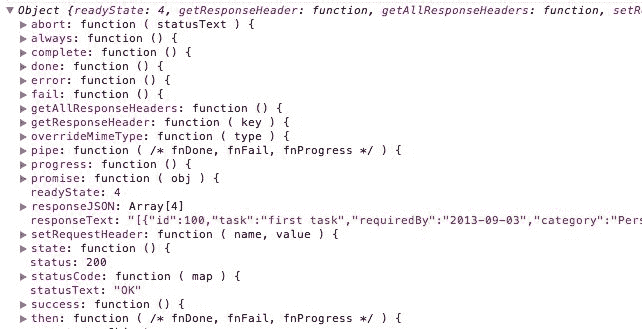 ▼Object {readyState: 4, getResponseHeader: function, getAllResponseHeaders: function, setR
▶abort: function ( statusText ) {
▶always: function () {
▶complete: function () {
▶done: function () {
▶error: function () {
▶fail: function () {
▶getAllResponseHeaders: function () {
▶getResponseHeader: function ( key ) {
▶overrideMimeType: function ( type ) {
▶pipe: function ( /* fnDone, fnFail, fnProgress */ ) {
▶progress: function () {
▶promise: function ( obj ) {
readyState: 4
▶responseJSON: Array[4]
responseText: "[{"id":100,"task":"first task","requiredBy":"2013-09-03","category":"Pers
▶setRequestHeader: function ( name, value ) {
▶state: function () {
status: 200
▶statusCode: function ( map ) {
statusText: "OK"
▶success: function () {
▶then: function ( /* fnDone, fnFail, fnProgress */ ) {